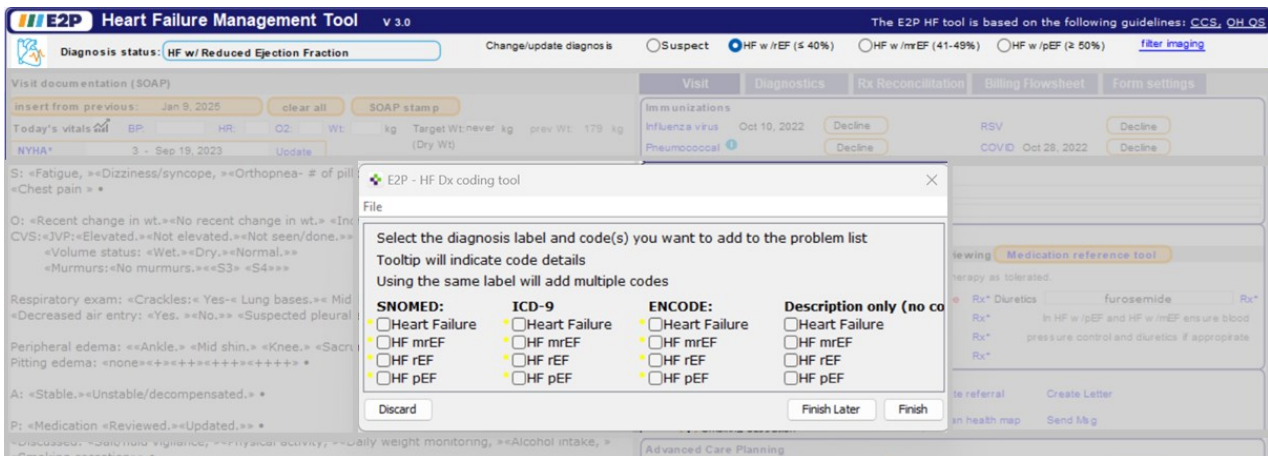 E2P Heart Failure Management Tool V 3.0 The E2P HF tool is based on the following guidelines: CCS, OH QS
Diagnosis status: HF w/ Reduced Ejection Fraction Change/update diagnosis Suspect HF w /rEF (≤ 40%) HF w /mrEF (41-49%) HF w /pEF (≥ 50%) filter imaging
Visit documentation (SOAP) Visit Diagnostics Rx Reconcilitation Billing Flowsheet Form settings
insert from previous: Jan 9, 2025 clear all SOAP stamp Immunizations
Today's vitals BP: HR: O2: Wt: kg Target Wt: never kg prev Wt: 179 kg Influenza virus Oct 10, 2022 Decline RSV Decline
(Dry Wt)
NYHA* 3 - Sep 19, 2023 Update Pneumococcal Decline COVID Oct 28, 2022 Decline
S: «Fatigue, »«Dizziness/syncope, »«Orthopnea- # of pill
«Chest pain » •
O: «Recent change in wt.»«No recent change in wt.»
CVS:«JVP:«Elevated.»«Not elevated.»«Not seen/done.»»
«Volume status: «Wet.»«Dry.»«Normal.»»
«Murmurs:«No murmurs.»««S3» «S4»»»
Respiratory exam: «Crackles:« Yes-« Lung bases.»« Mid
«Decreased air entry: «Yes. »«No.»» «Suspected pleural
Peripheral edema: ««Ankle.» «Mid shin.» «Knee.»
Pitting edema: «none»«+»«++»«+++»«++++» •
A: «Stable.»«Unstable/decompensated.» •
P: «Medication «Reviewed.»«Updated.»» •
E2P - HF Dx coding tool
File
Select the diagnosis label and code(s) you want to add to the problem list
Tooltip will indicate code details
Using the same label will add multiple codes
SNOMED: ICD-9 ENCODE: Description only (no co
Heart Failure Heart Failure Heart Failure Heart Failure
HF mrEF HF mrEF HF mrEF HF mrEF
HF rEF HF rEF HF rEF HF rEF
HF pEF HF pEF HF pEF HF pEF
Discard Finish Later Finish
Medication reference tool
therapy as tolerated.
Rx* Diuretics furosemide Rx*
Rx* In HF w /pEF and HF w /mEF ensure blood
Rx* pressure control and diuretics if appropirate
Rx*
referral Create Letter
health map Send Msg
physical activity, »«Daily weight monitoring, »«Alcohol intake, »
Advanced Care Planning